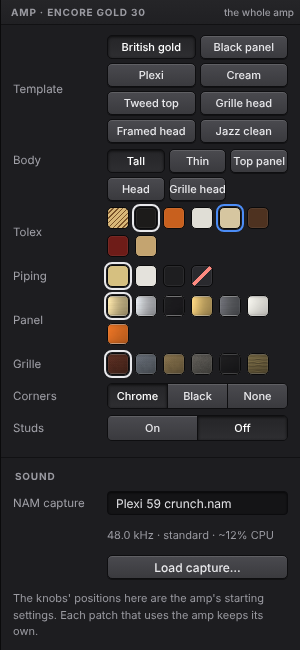 AMP · ENCORE GOLD 30 the whole amp
Template
British gold Black panel
Plexi Cream
Tweed top Grille head
Framed head Jazz clean
Body
Tall Thin Top panel
Head Grille head
Tolex
Piping
Panel
Grille
Corners Chrome Black None
Studs On Off
SOUND
NAM capture Plexi 59 crunch.nam
48.0 kHz · standard · ~12% CPU
Load capture...
The knobs' positions here are the amp's starting
settings. Each patch that uses the amp keeps its
own.